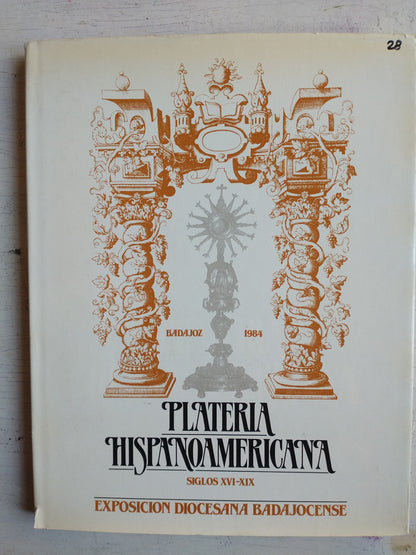 28
BADAJOZ 1984
PLATERIA
HISPANOAMERICANA
SIGLOS XVI-XIX
EXPOSICION DIOCESANA BADAJOCENSE